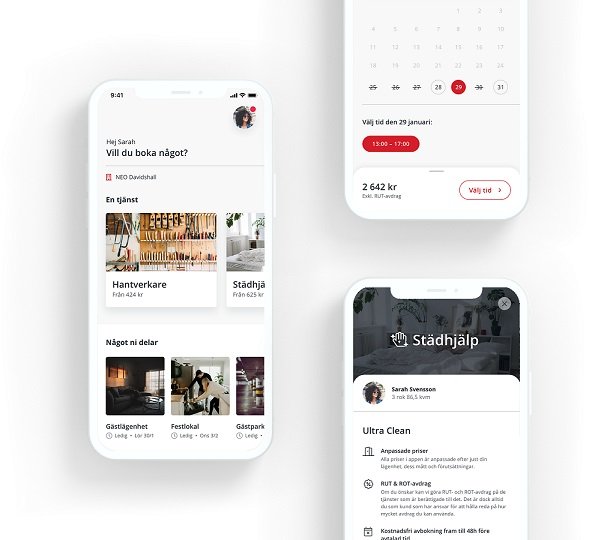 9:41
Hej Sarah
Vill du boka något?
NEO Davidshall
En tjänst
Hantverkare
Från 424 kr
Städhjä
Från 625 k
Något ni delar
Gästlägenhet
Ledig • Lör 30/1
Festlokal
Ledig • Ons 3/2
Gästpark
Ledig
1 2 3
4 5 6 7 8 9 10
11 12 13 14 15 16 17
18 19 20 21 22 23 24
25 26 27 28 29 30 31
Välj tid den 29 januari:
13:00 – 17:00
2 642 kr
Exkl. RUT-avdrag
Välj tid
Städhjälp
Sarah Svensson
3 rok 86,5 kvm
Ultra Clean
Anpassade priser
Alla priser i appen är anpassade efter just din
lägenhet, dess mått och förutsättningar.
RUT & ROT-avdrag
Om du önskar kan vi göra RUT- och ROT-avdrag på de
tjänster som är berättigade till det. Det är dock alltid
du som kund som har ansvar för att hålla reda på hur
mycket avdrag du kan använda.
Kostnadsfri avbokning fram till 48h före
avtalad tid